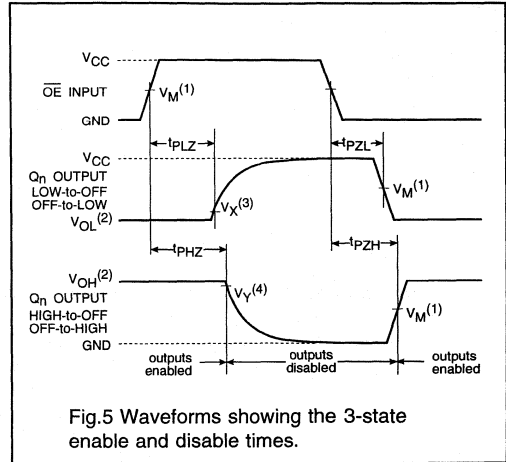 VCC
OE INPUT
VM(1)
GND
tPLZ
tPZL
VCC
Qn OUTPUT
LOW-to-OFF
OFF-to-LOW
VOL(2)
VX(3)
VM(1)
tPHZ
tPZH
VOH(2)
Qn OUTPUT
HIGH-to-OFF
OFF-to-HIGH
GND
VY(4)
VM(1)
outputs enabled
outputs disabled
outputs enabled
Fig.5 Waveforms showing the 3-state
enable and disable times.